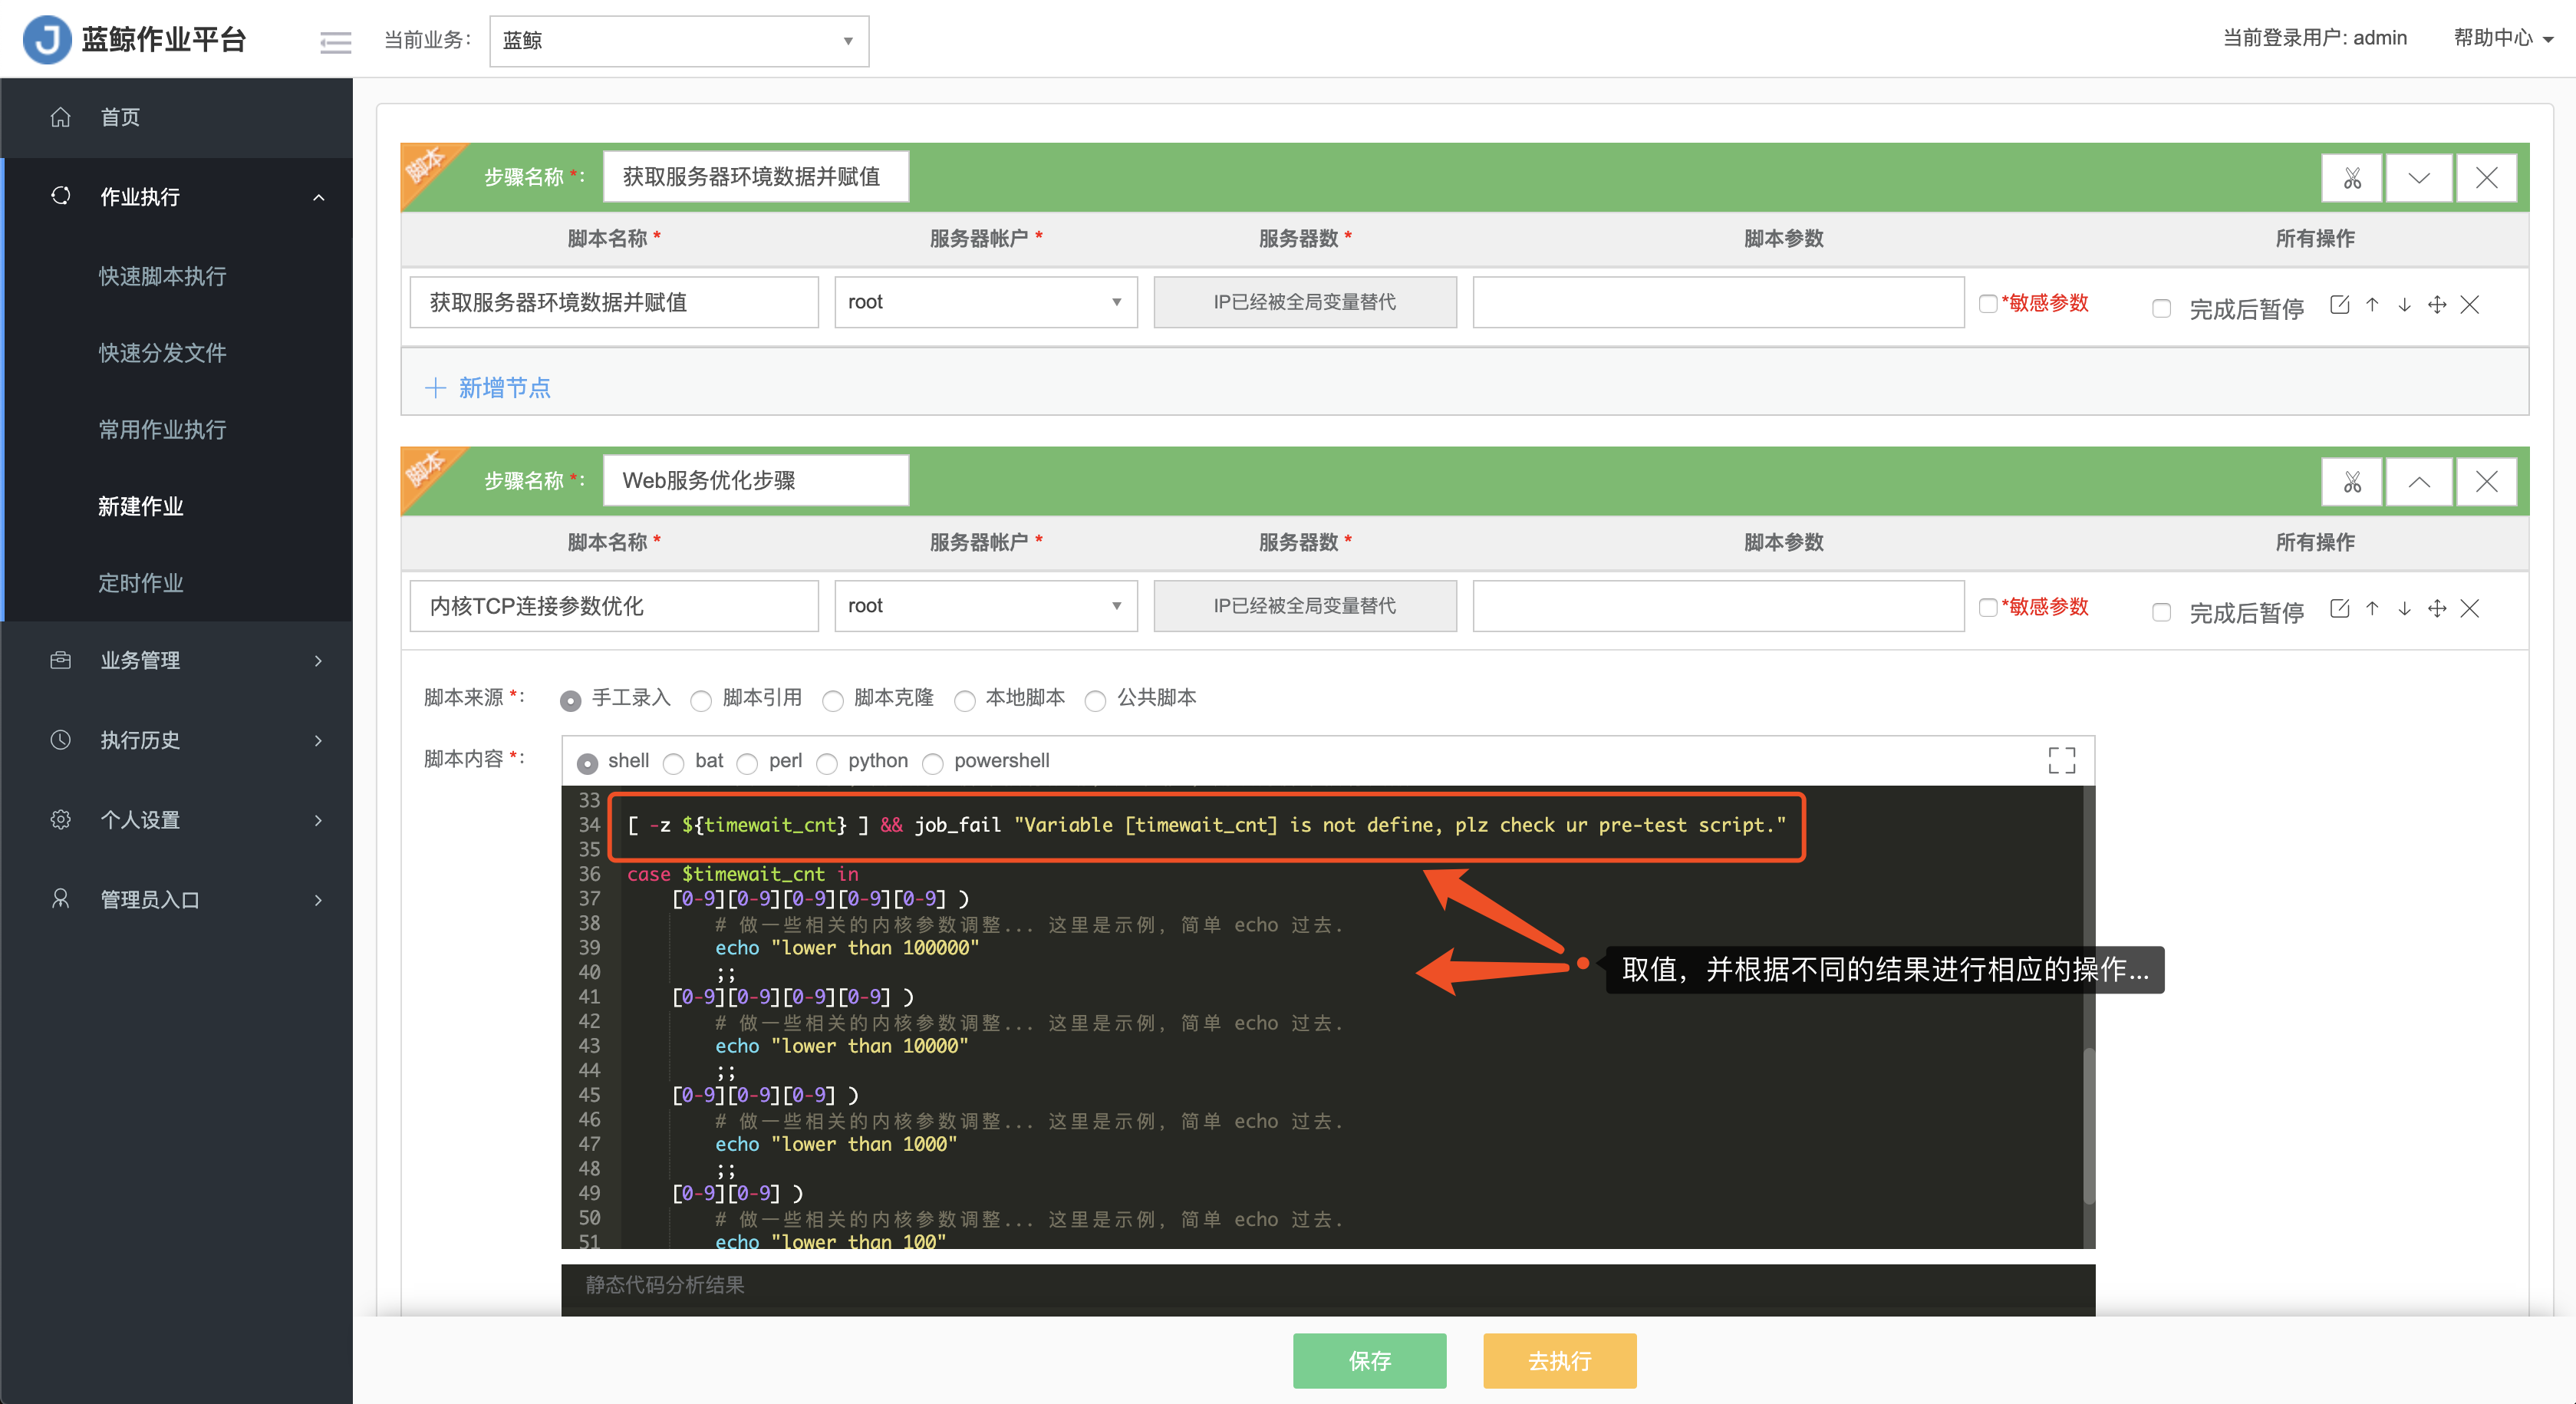 蓝鲸作业平台
当前业务：
蓝鲸
当前登录用户: admin
帮助中心
首页
作业执行
快速脚本执行
快速分发文件
常用作业执行
新建作业
定时作业
业务管理
执行历史
个人设置
管理员入口
脚本
步骤名称 *：
获取服务器环境数据并赋值
脚本名称 * 服务器帐户 * 服务器数 * 脚本参数 所有操作
获取服务器环境数据并赋值 root IP已经被全局变量替代 *敏感参数 完成后暂停
新增节点
脚本
步骤名称 *：
Web服务优化步骤
脚本名称 * 服务器帐户 * 服务器数 * 脚本参数 所有操作
内核TCP连接参数优化 root IP已经被全局变量替代 *敏感参数 完成后暂停
脚本来源 *： 手工录入 脚本引用 脚本克隆 本地脚本 公共脚本
脚本内容 *： shell bat perl python powershell
33
34 [ -z ${timewait_cnt} ] && job_fail "Variable [timewait_cnt] is not define, plz check ur pre-test script."
35
36 case $timewait_cnt in
37 [0-9][0-9][0-9][0-9][0-9] )
38 # 做一些相关的内核参数调整... 这里是示例, 简单 echo 过去.
39 echo "lower than 100000"
40 ;;
41 [0-9][0-9][0-9][0-9] )
42 # 做一些相关的内核参数调整... 这里是示例, 简单 echo 过去.
43 echo "lower than 10000"
44 ;;
45 [0-9][0-9][0-9] )
46 # 做一些相关的内核参数调整... 这里是示例, 简单 echo 过去.
47 echo "lower than 1000"
48 ;;
49 [0-9][0-9] )
50 # 做一些相关的内核参数调整... 这里是示例, 简单 echo 过去.
51 echo "lower than 100"
取值，并根据不同的结果进行相应的操作...
静态代码分析结果
保存
去执行